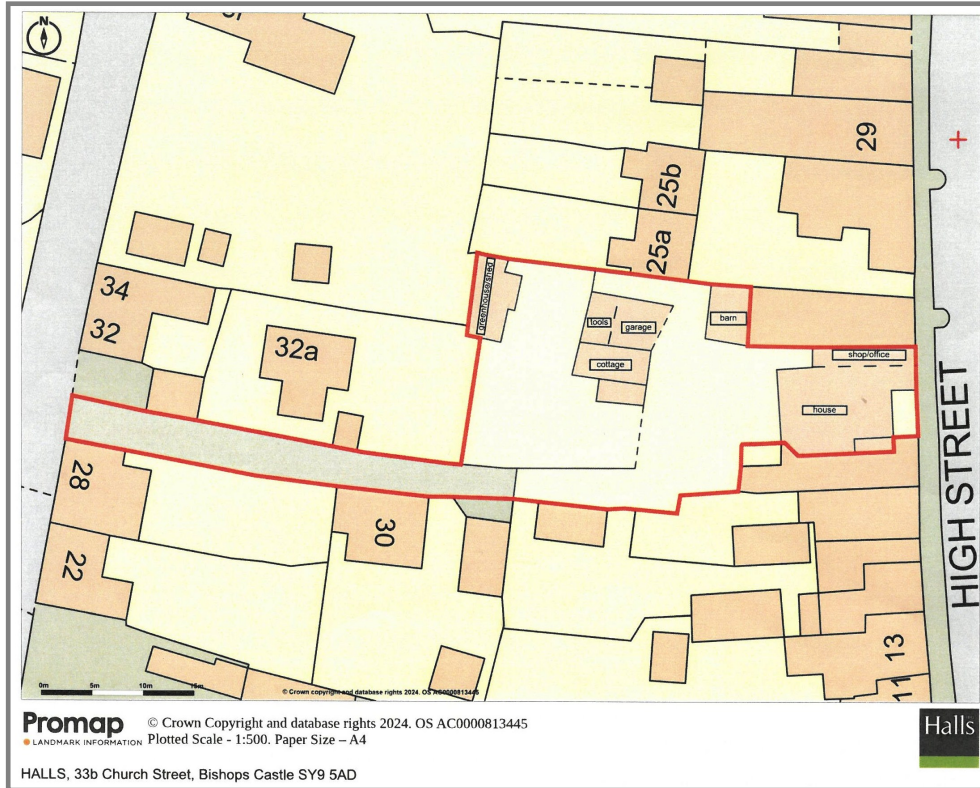 N
29
25b
25a
34
32
32a
greenhouse/shed
tools
garage
cottage
barn
shop/office
house
HIGH STREET
28
30
22
13
11
0m 5m 10m 15m
© Crown copyright and database rights 2024. OS AC0000813445
Promap
LANDMARK INFORMATION
© Crown Copyright and database rights 2024. OS AC0000813445
Plotted Scale - 1:500. Paper Size – A4
Halls
HALLS, 33b Church Street, Bishops Castle SY9 5AD